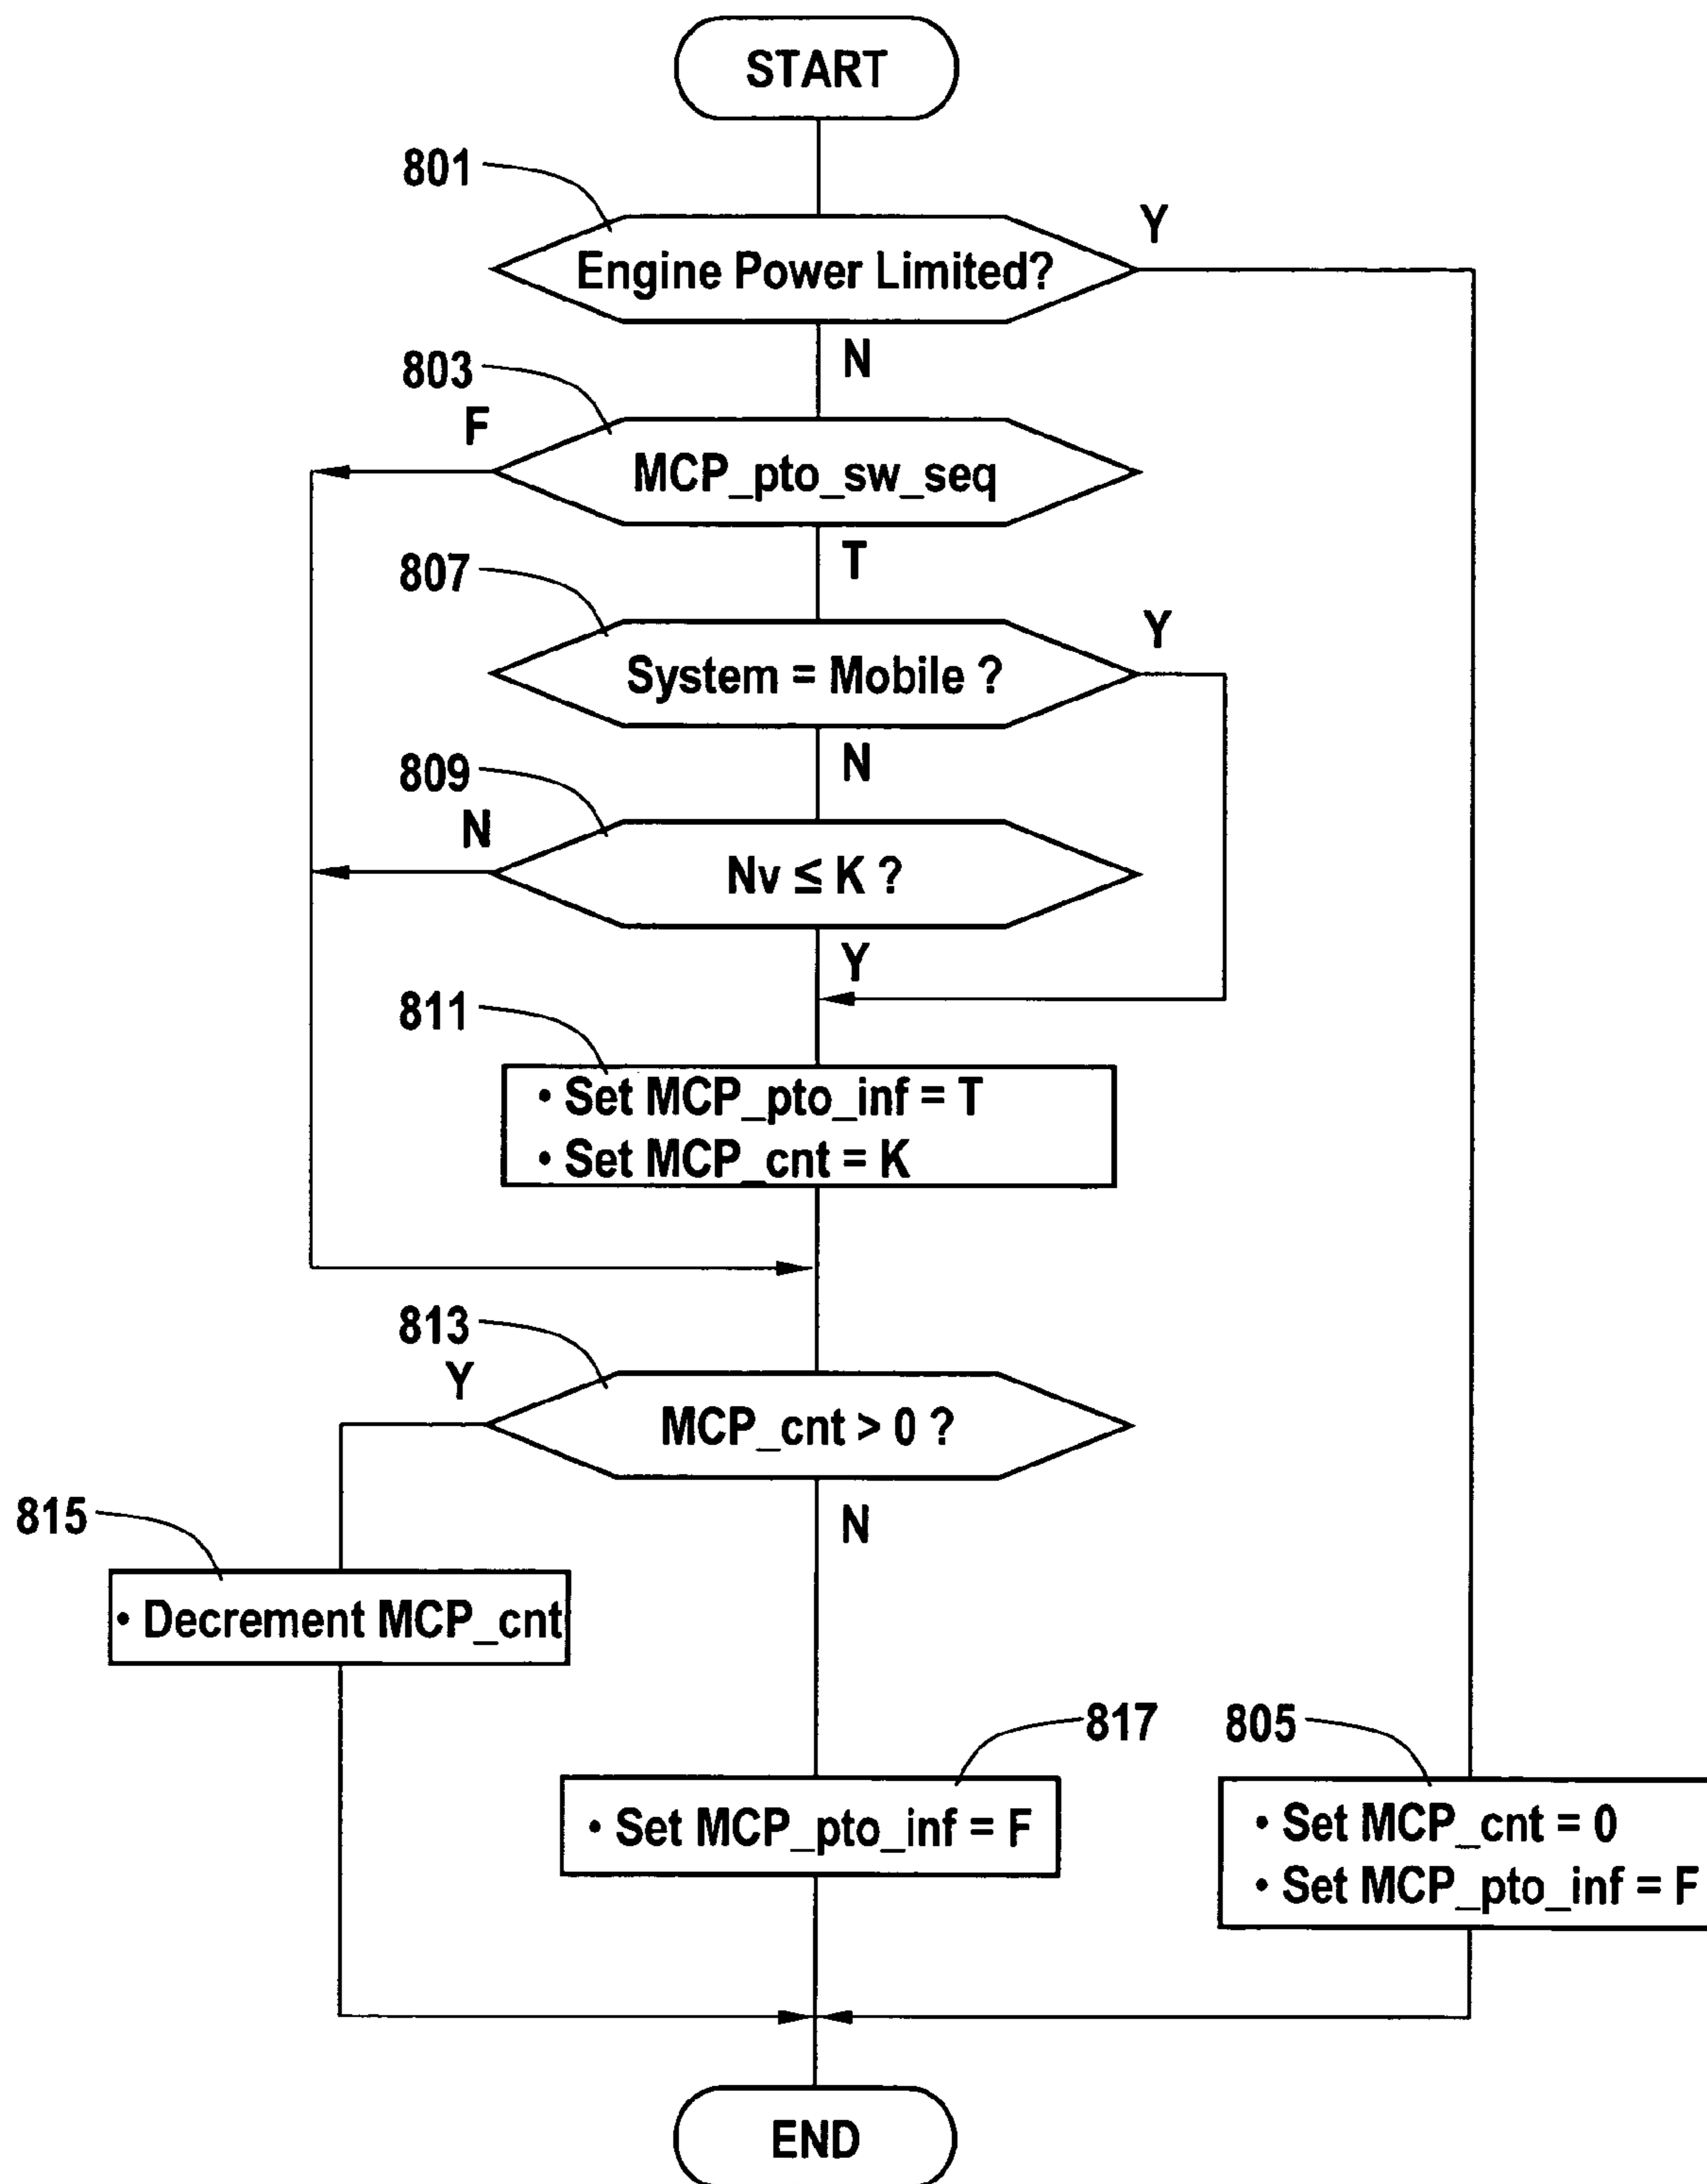 START
801
Y
Engine Power Limited?
N
803
F
MCP_pto_sw_seq
T
807
Y
System = Mobile ?
N
809
N
Nv ≤ K ?
Y
811
• Set MCP_pto_inf = T
• Set MCP_cnt = K
813
Y
MCP_cnt > 0 ?
N
815
• Decrement MCP_cnt
817
805
• Set MCP_pto_inf = F
• Set MCP_cnt = 0
• Set MCP_pto_inf = F
END